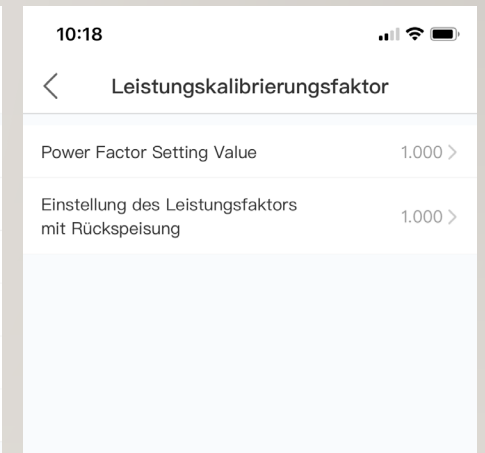 10:18
Leistungskalibrierungsfaktor
Power Factor Setting Value
1.000
Einstellung des Leistungsfaktors
mit Rückspeisung
1.000